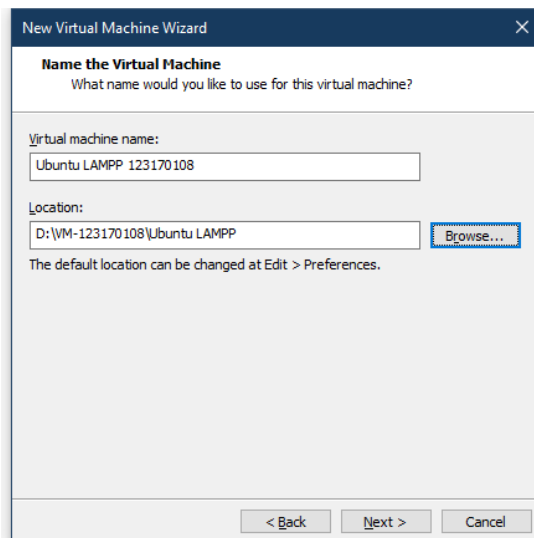 New Virtual Machine Wizard
Name the Virtual Machine
What name would you like to use for this virtual machine?
Virtual machine name:
Ubuntu LAMPP 123170108
Location:
D:\VM-123170108\Ubuntu LAMPP
Browse...
The default location can be changed at Edit > Preferences.
< Back Next > Cancel